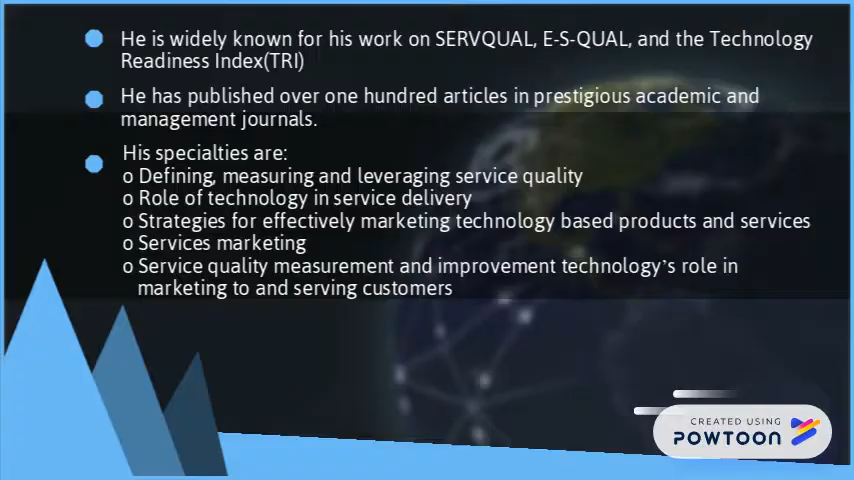 He is widely known for his work on SERVQUAL, E-S-QUAL, and the Technology
Readiness Index(TRI)
He has published over one hundred articles in prestigious academic and
management journals.
His specialties are:
o Defining, measuring and leveraging service quality
o Role of technology in service delivery
o Strategies for effectively marketing technology based products and services
o Services marketing
o Service quality measurement and improvement technology's role in
marketing to and serving customers
CREATED USING
POWTOON